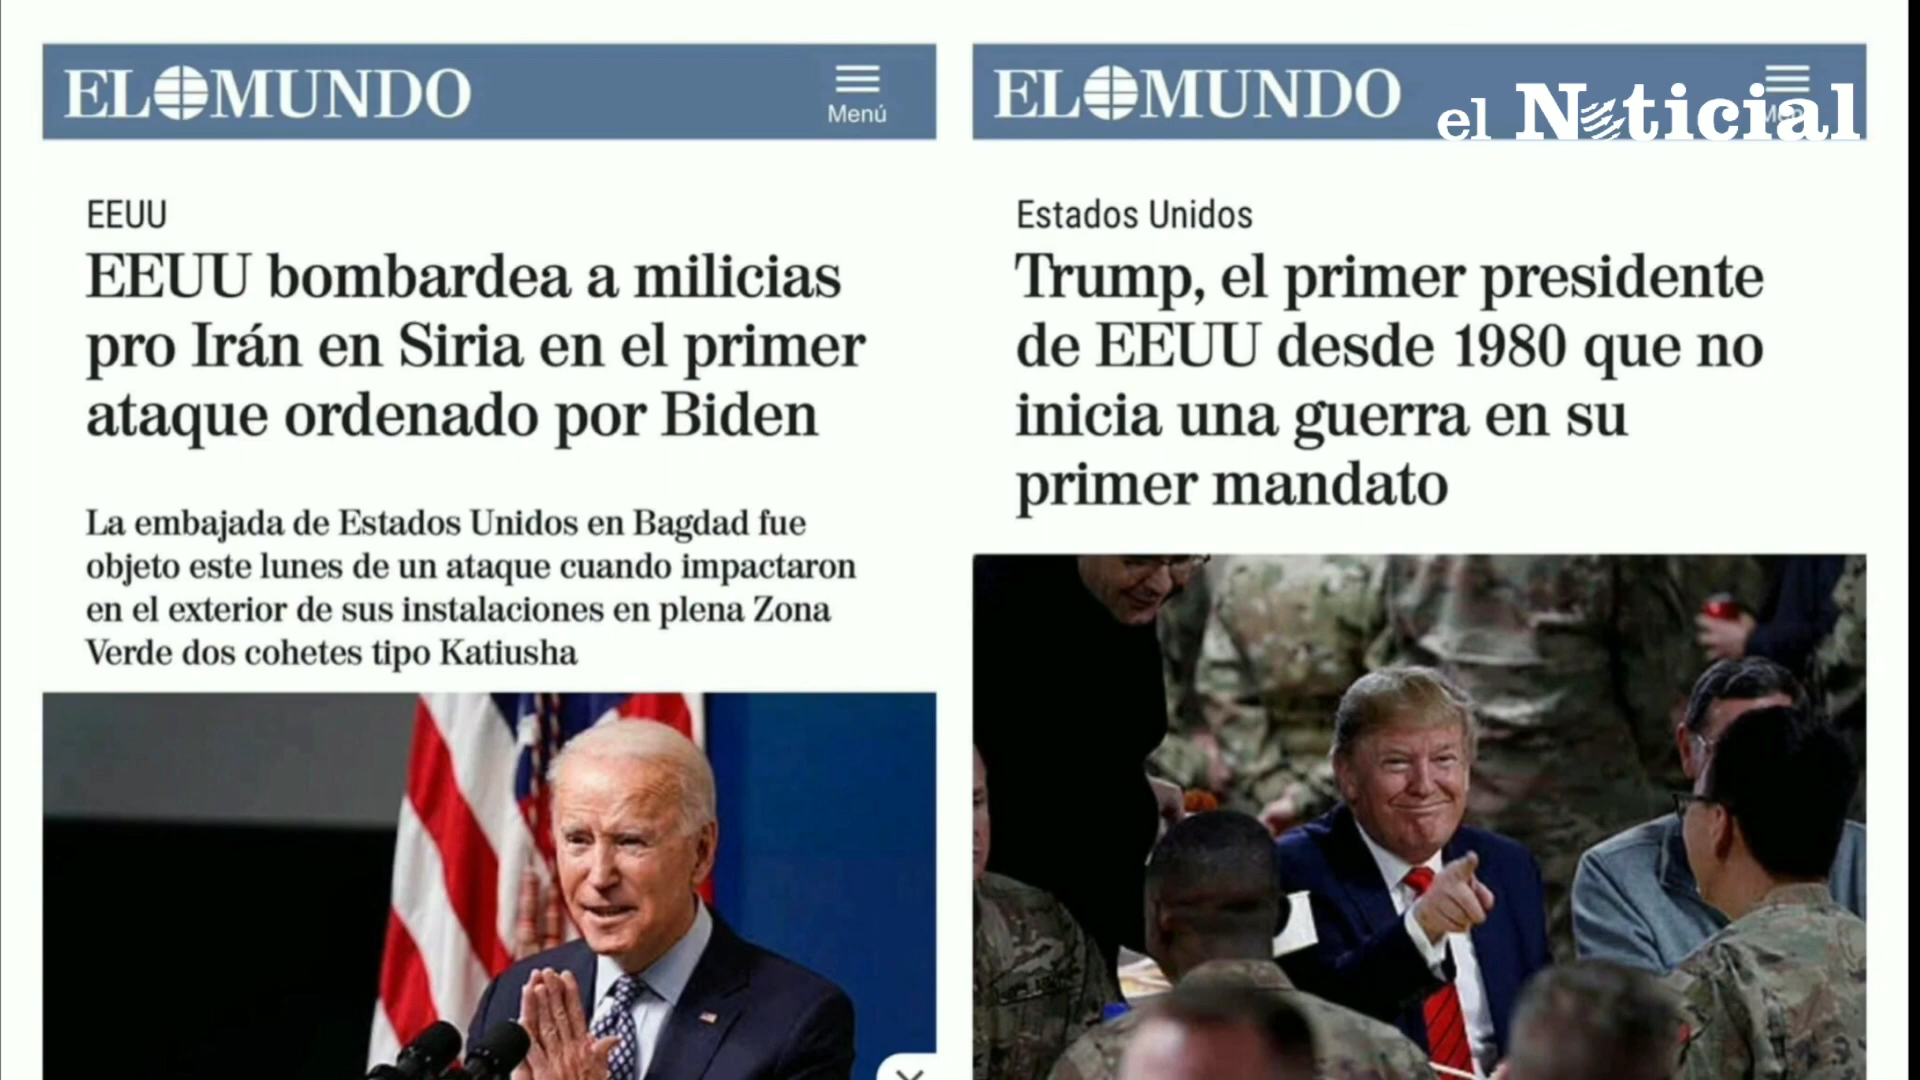 EL MUNDO
Menú
EEUU
EEUU bombardea a milicias
pro Irán en Siria en el primer
ataque ordenado por Biden
La embajada de Estados Unidos en Bagdad fue
objeto este lunes de un ataque cuando impactaron
en el exterior de sus instalaciones en plena Zona
Verde dos cohetes tipo Katiusha
EL MUNDO
el Noticial
Estados Unidos
Trump, el primer presidente
de EEUU desde 1980 que no
inicia una guerra en su
primer mandato